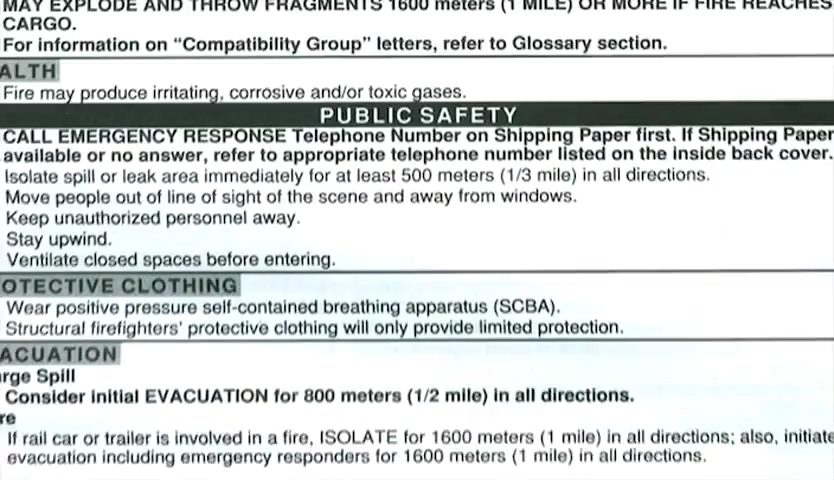 MAY EXPLODE AND THROW FRAGMENTS 1600 meters (1 MILE) OR MORE IF FIRE REACHES
CARGO.
For information on “Compatibility Group” letters, refer to Glossary section.
ALTH
Fire may produce irritating, corrosive and/or toxic gases.
PUBLIC SAFETY
CALL EMERGENCY RESPONSE Telephone Number on Shipping Paper first. If Shipping Paper
available or no answer, refer to appropriate telephone number listed on the inside back cover.
Isolate spill or leak area immediately for at least 500 meters (1/3 mile) in all directions.
Move people out of line of sight of the scene and away from windows.
Keep unauthorized personnel away.
Stay upwind.
Ventilate closed spaces before entering.
OTECTIVE CLOTHING
Wear positive pressure self-contained breathing apparatus (SCBA).
Structural firefighters' protective clothing will only provide limited protection.
ACUATION
rge Spill
Consider initial EVACUATION for 800 meters (1/2 mile) in all directions.
re
If rail car or trailer is involved in a fire, ISOLATE for 1600 meters (1 mile) in all directions; also, initiate
evacuation including emergency responders for 1600 meters (1 mile) in all directions.